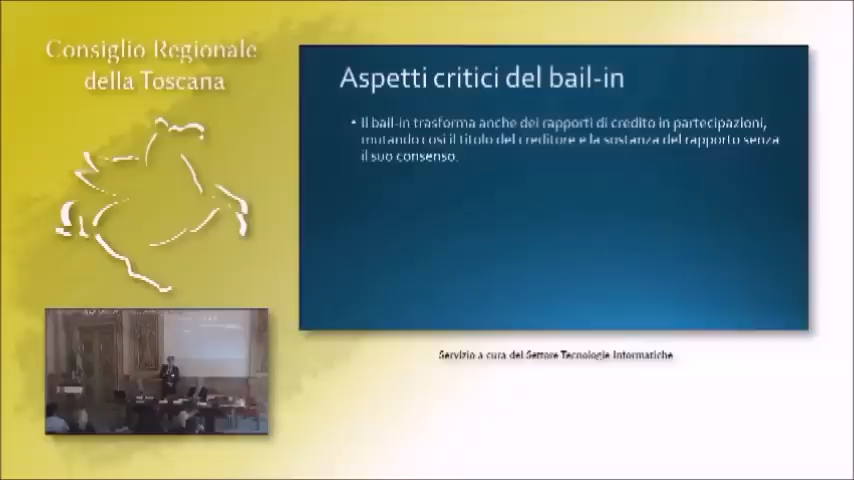 Consiglio Regionale
della Toscana
Aspetti critici del bail-in
• Il bail-in trasforma anche dei rapporti di credito in partecipazioni,
mutando così il titolo del creditore e la sostanza del rapporto senza
il suo consenso.
Servizio a cura del Settore Tecnologie Informatiche